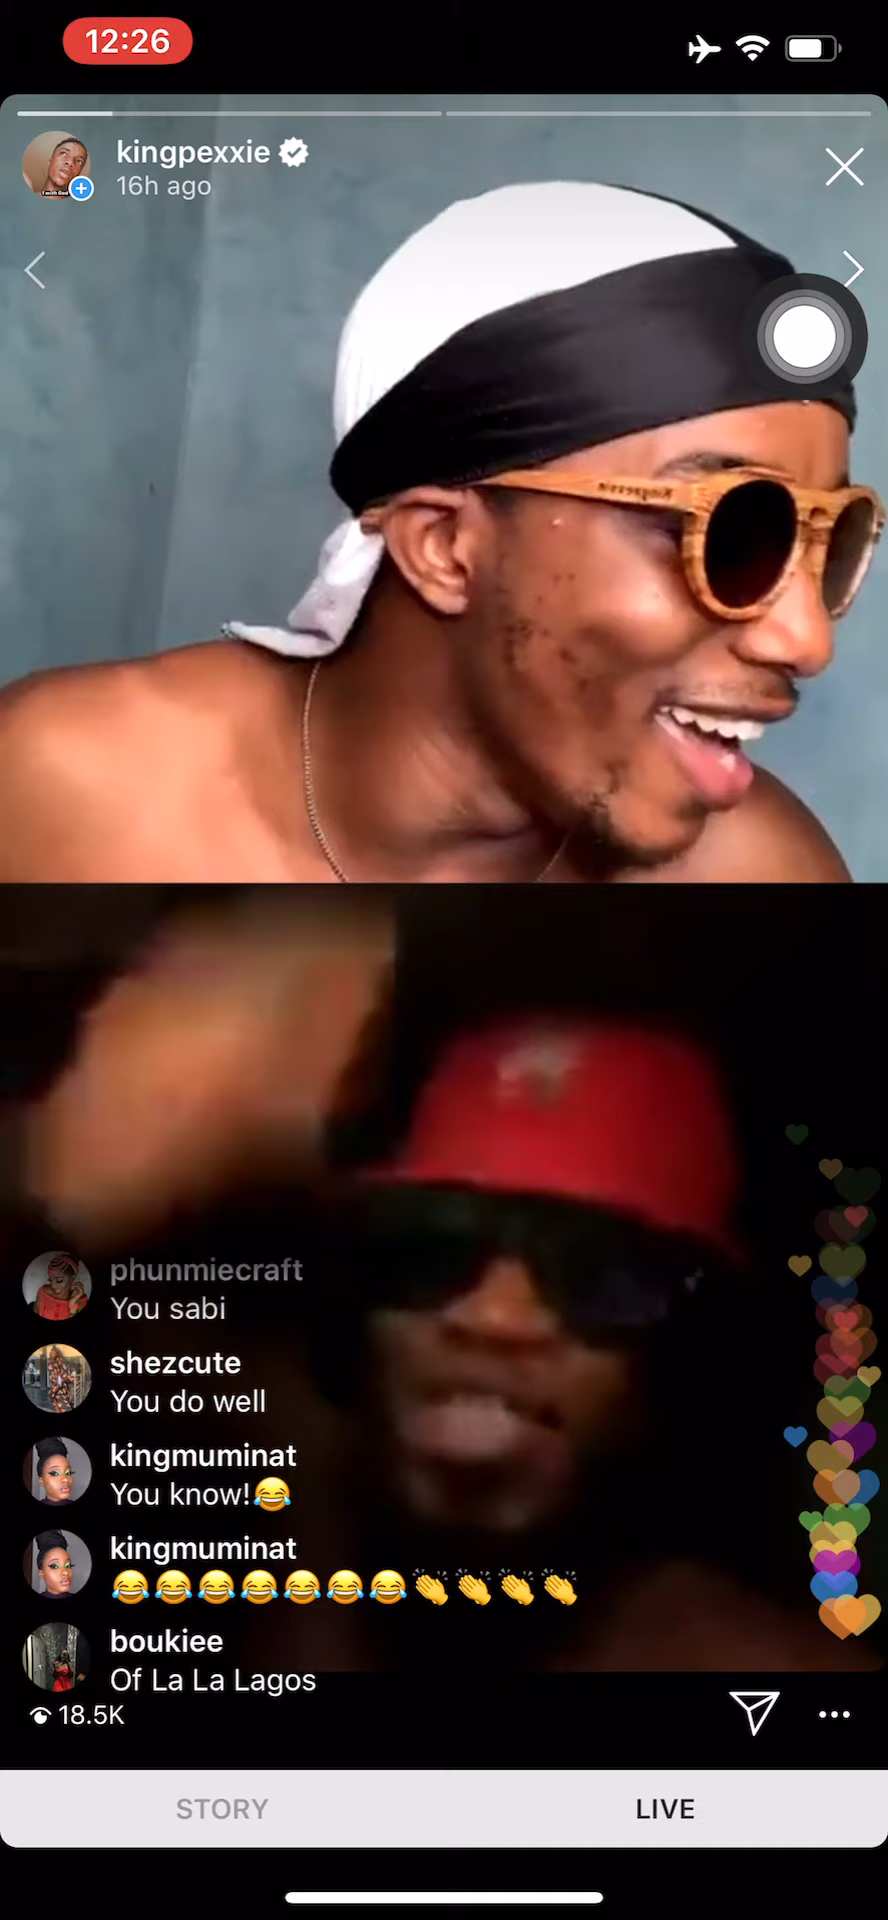 12:26
kingpexxie
16h ago
phunmiecraft
You sabi
shezcute
You do well
kingmuminat
You know!😂
kingmuminat
😂😂😂😂😂😂😂👏👏👏👏
boukiee
Of La La Lagos
18.5K
STORY
LIVE